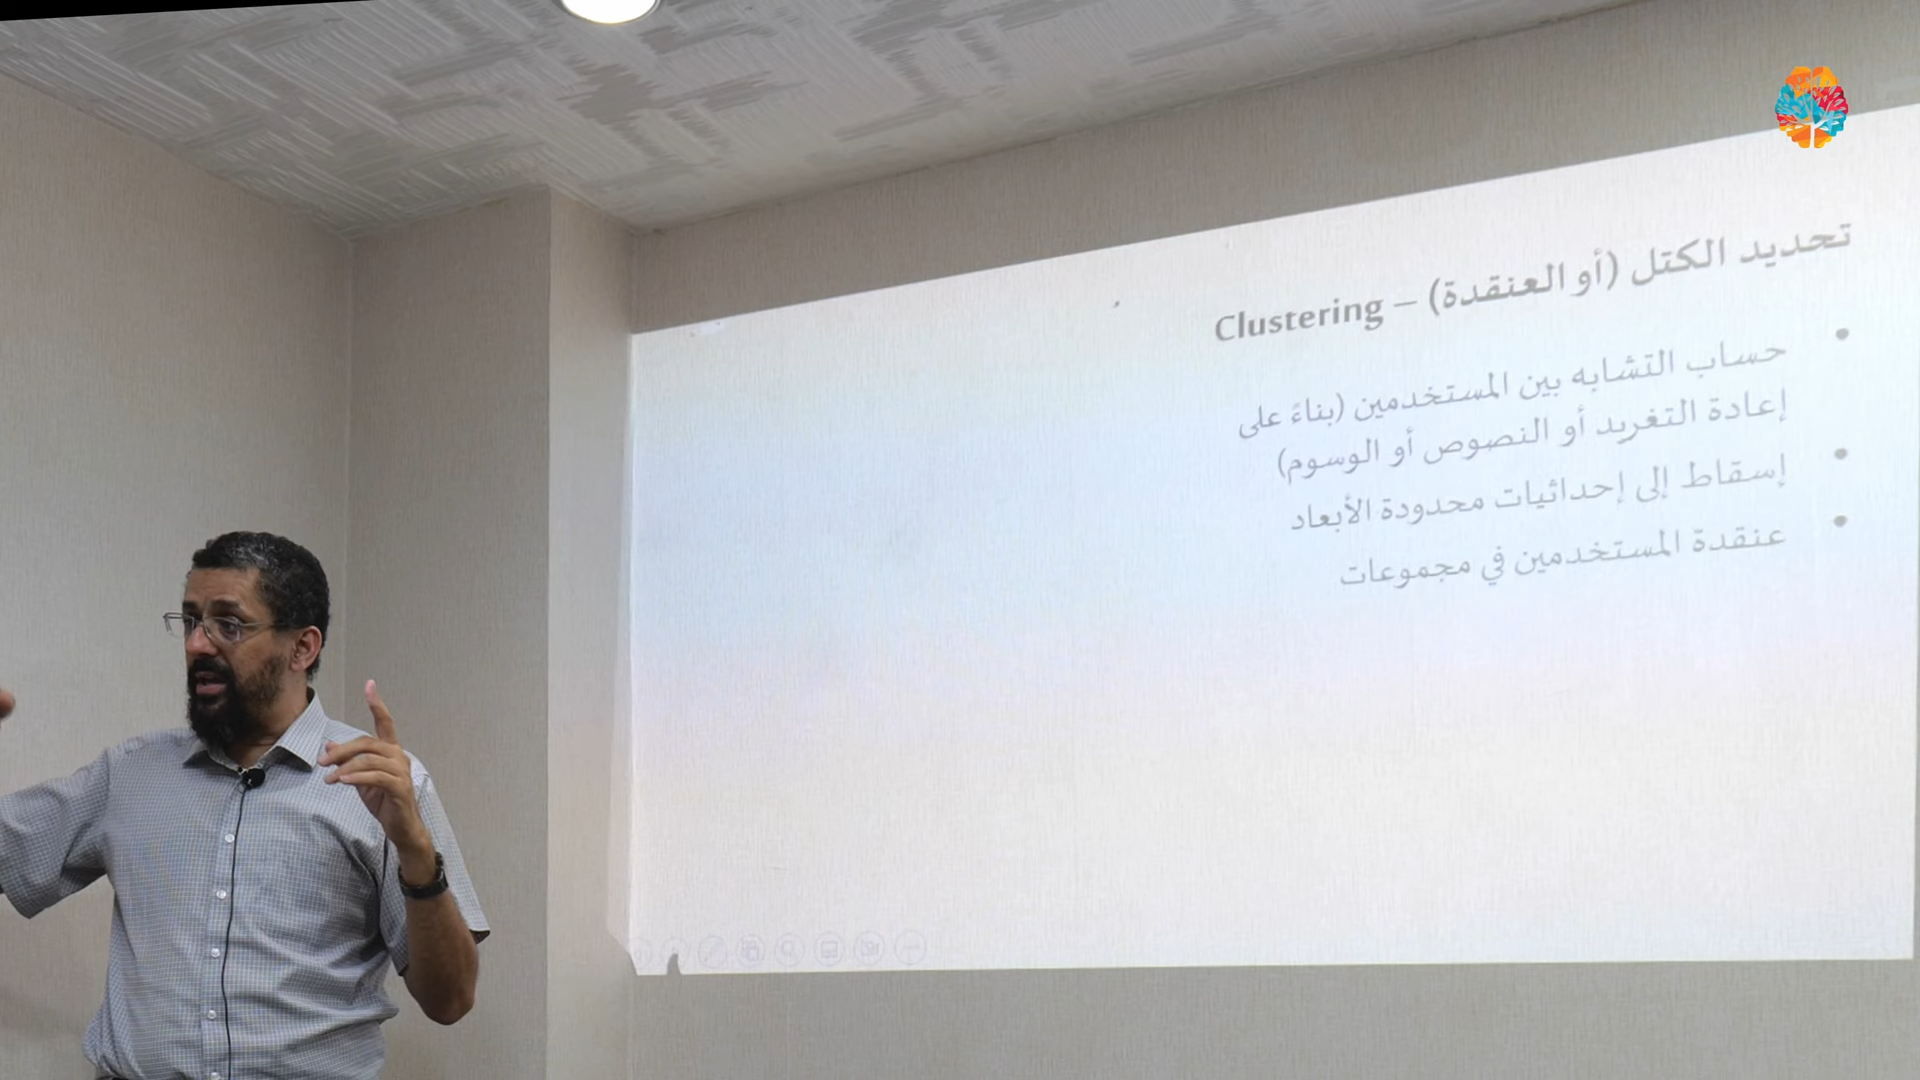 تحديد الكتل (أو العنقدة) – Clustering
• حساب التشابه بين المستخدمين (بناءً على
إعادة التغريد أو النصوص أو الوسوم)
• إسقاط إلى إحداثيات محدودة الأبعاد
• عنقدة المستخدمين في مجموعات